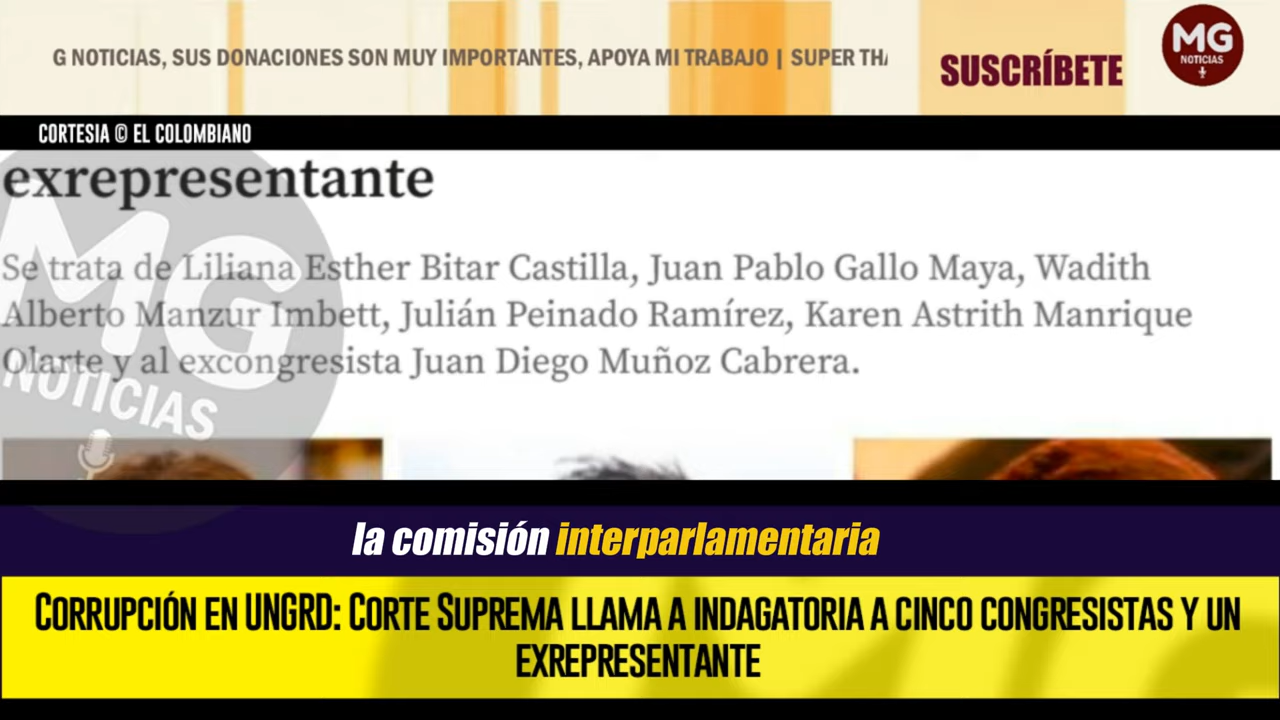 G NOTICIAS, SUS DONACIONES SON MUY IMPORTANTES, APOYA MI TRABAJO | SUPER
SUSCRÍBETE
MG
NOTICIAS
CORTESIA © EL COLOMBIANO
exrepresentante
Se trata de Liliana Esther Bitar Castilla, Juan Pablo Gallo Maya, Wadith
Alberto Manzur Imbett, Julián Peinado Ramírez, Karen Astrith Manrique
Olarte y al excongresista Juan Diego Muñoz Cabrera.
MG
NOTICIAS
la comisión interparlamentaria
CORRUPCIÓN EN UNGRD: CORTE SUPREMA LLAMA A INDAGATORIA A CINCO CONGRESISTAS Y UN
EXREPRESENTANTE